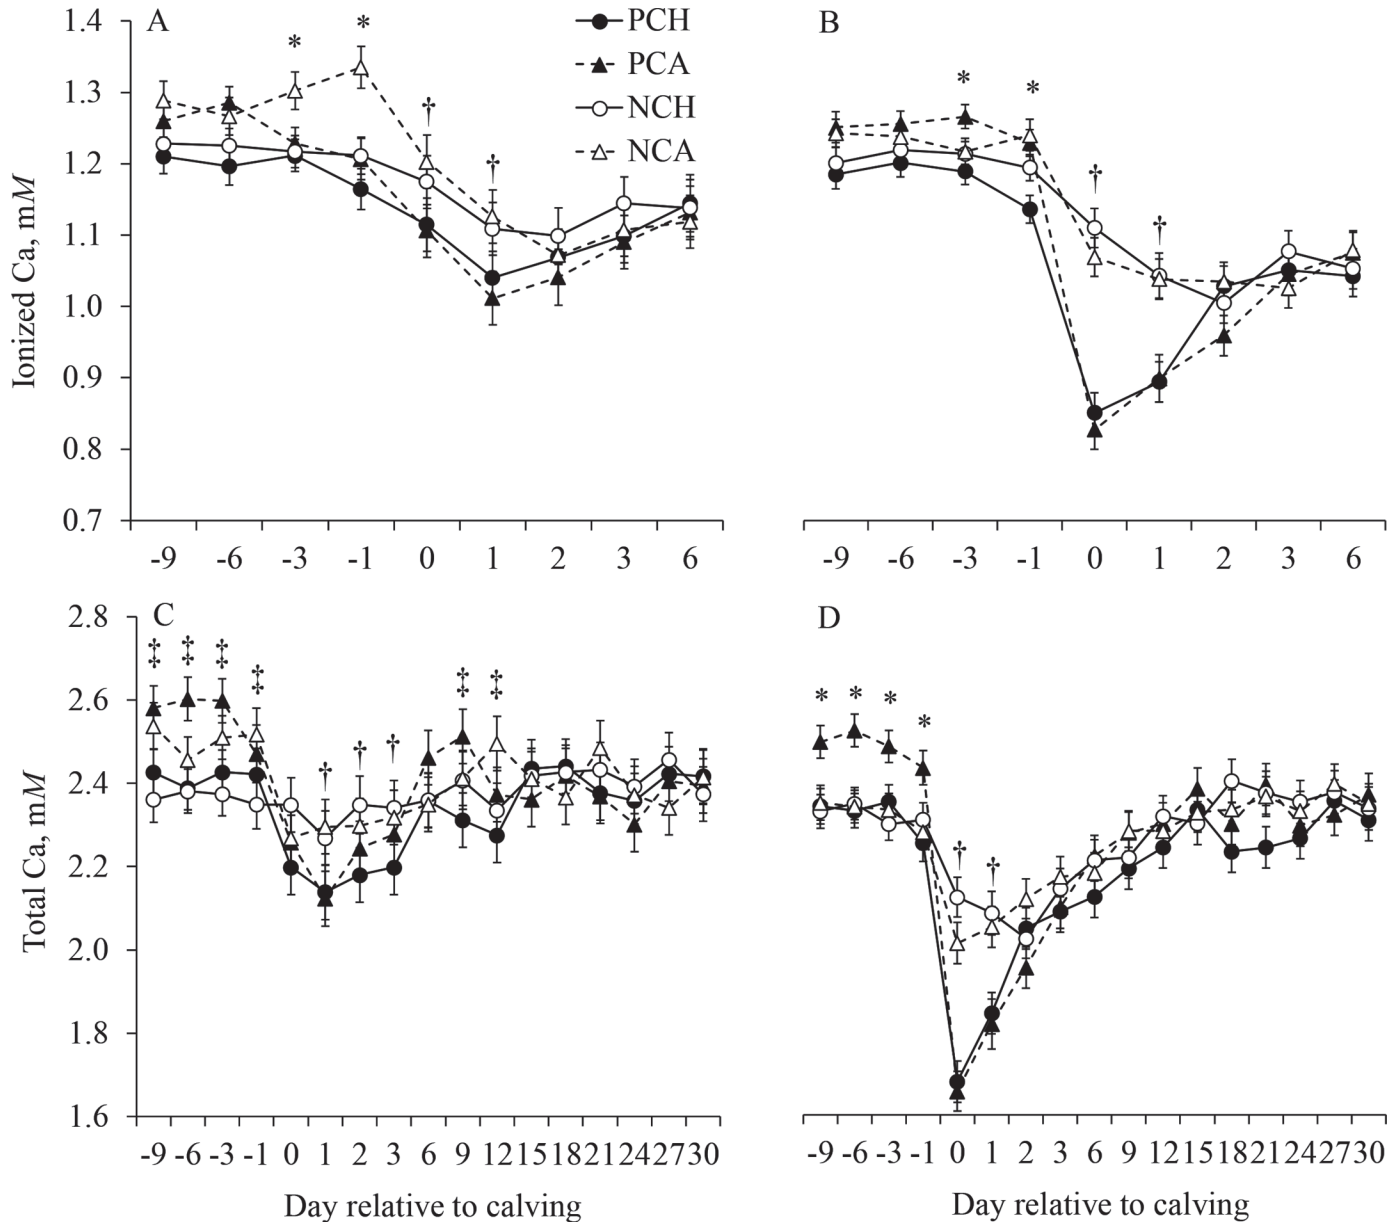 A
B
PCH
PCA
NCH
NCA
* * † †
* * † †
Ionized Ca, mM
1.4
1.3
1.2
1.1
1.0
0.9
0.8
0.7
-9 -6 -3 -1 0 1 2 3 6
-9 -6 -3 -1 0 1 2 3 6
C
D
‡ ‡ ‡ ‡ † † † ‡ ‡
* * * * † †
Total Ca, mM
2.8
2.6
2.4
2.2
2.0
1.8
1.6
-9 -6 -3 -1 0 1 2 3 6 9 12 15 18 21 24 27 30
-9 -6 -3 -1 0 1 2 3 6 9 12 15 18 21 24 27 30
Day relative to calving
Day relative to calving